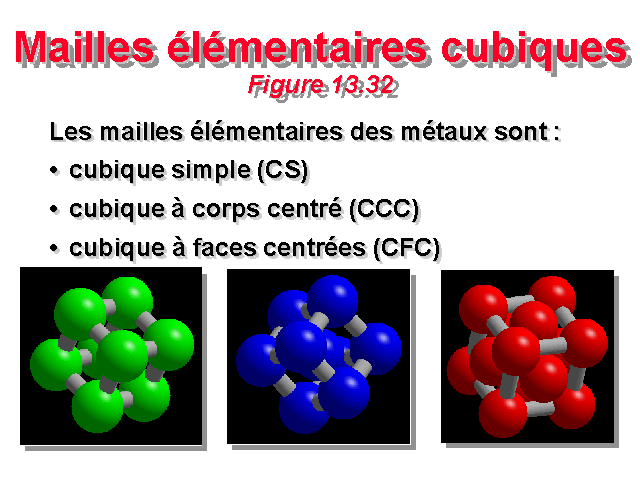 Mailles élémentaires cubiques
Figure 13.32
Les mailles élémentaires des métaux sont :
• cubique simple (CS)
• cubique à corps centré (CCC)
• cubique à faces centrées (CFC)